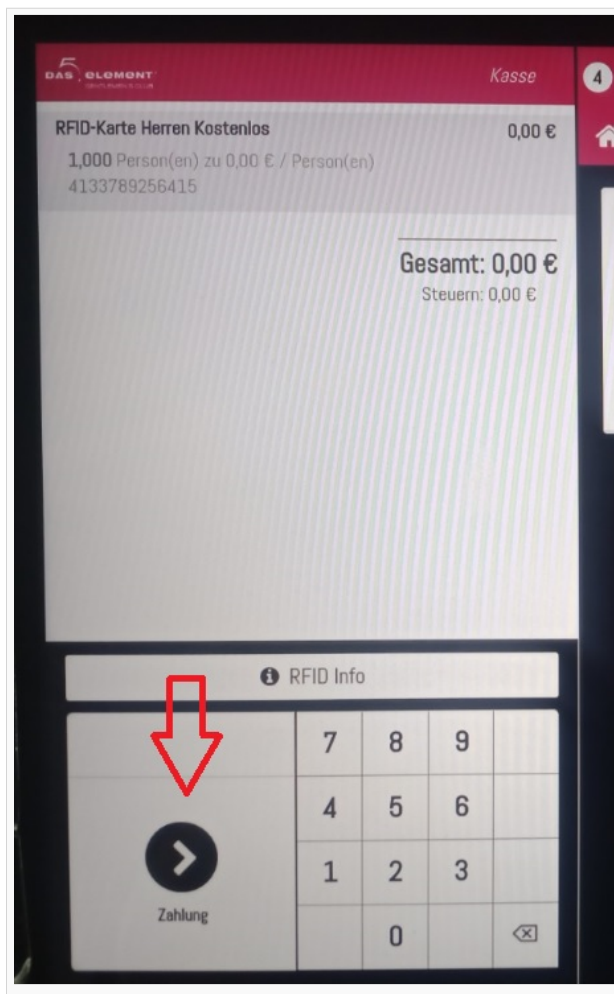 5
DAS ELEMENT
Kasse
4
RFID-Karte Herren Kostenlos 0,00 €
1,000 Person(en) zu 0,00 € / Person(en)
4133789256415
Gesamt: 0,00 €
Steuern: 0,00 €
RFID Info
7 8 9
4 5 6
1 2 3
Zahlung
0